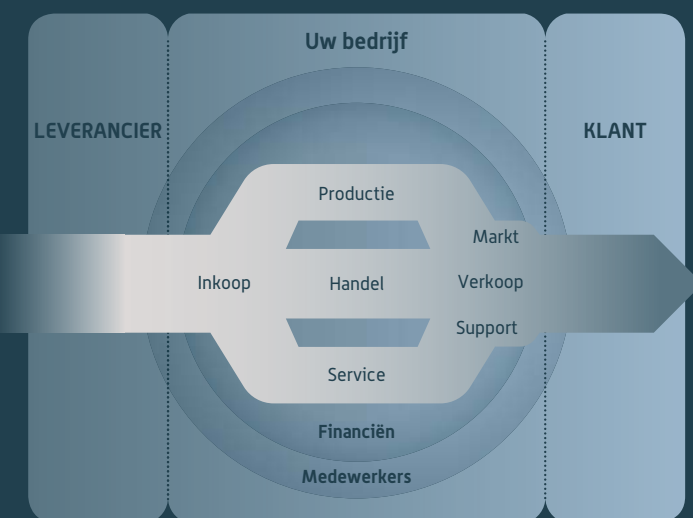 Uw bedrijf
LEVERANCIER
KLANT
Productie
Markt
Inkoop
Handel
Verkoop
Support
Service
Financiën
Medewerkers